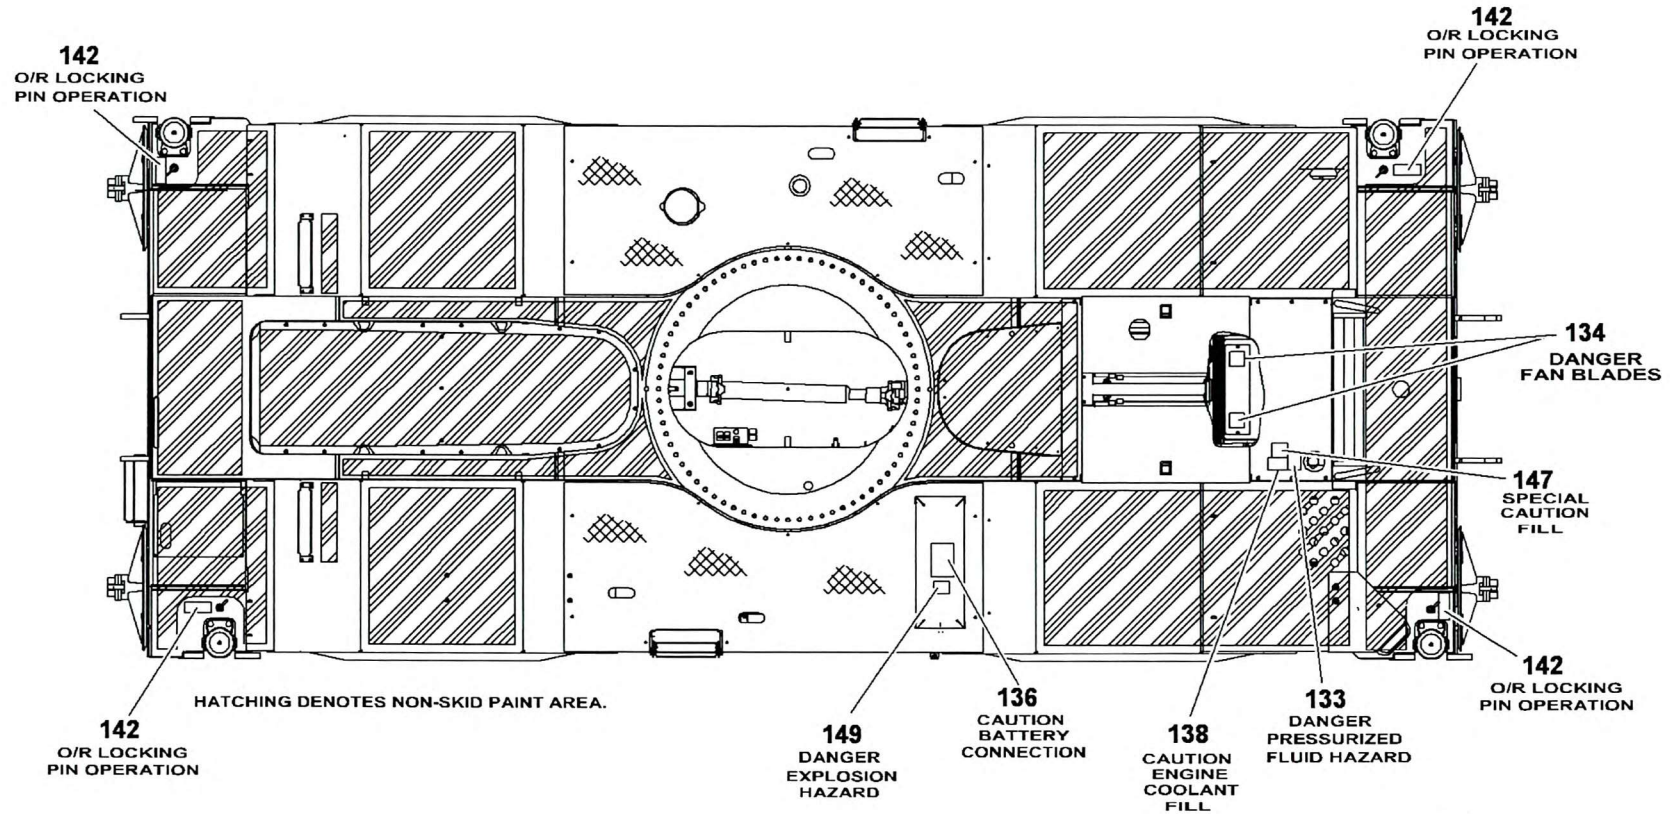 142
O/R LOCKING
PIN OPERATION
142
O/R LOCKING
PIN OPERATION
134
DANGER
FAN BLADES
147
SPECIAL
CAUTION
FILL
142
O/R LOCKING
PIN OPERATION
HATCHING DENOTES NON-SKID PAINT AREA.
142
O/R LOCKING
PIN OPERATION
149
DANGER
EXPLOSION
HAZARD
136
CAUTION
BATTERY
CONNECTION
138
CAUTION
ENGINE
COOLANT
FILL
133
DANGER
PRESSURIZED
FLUID HAZARD